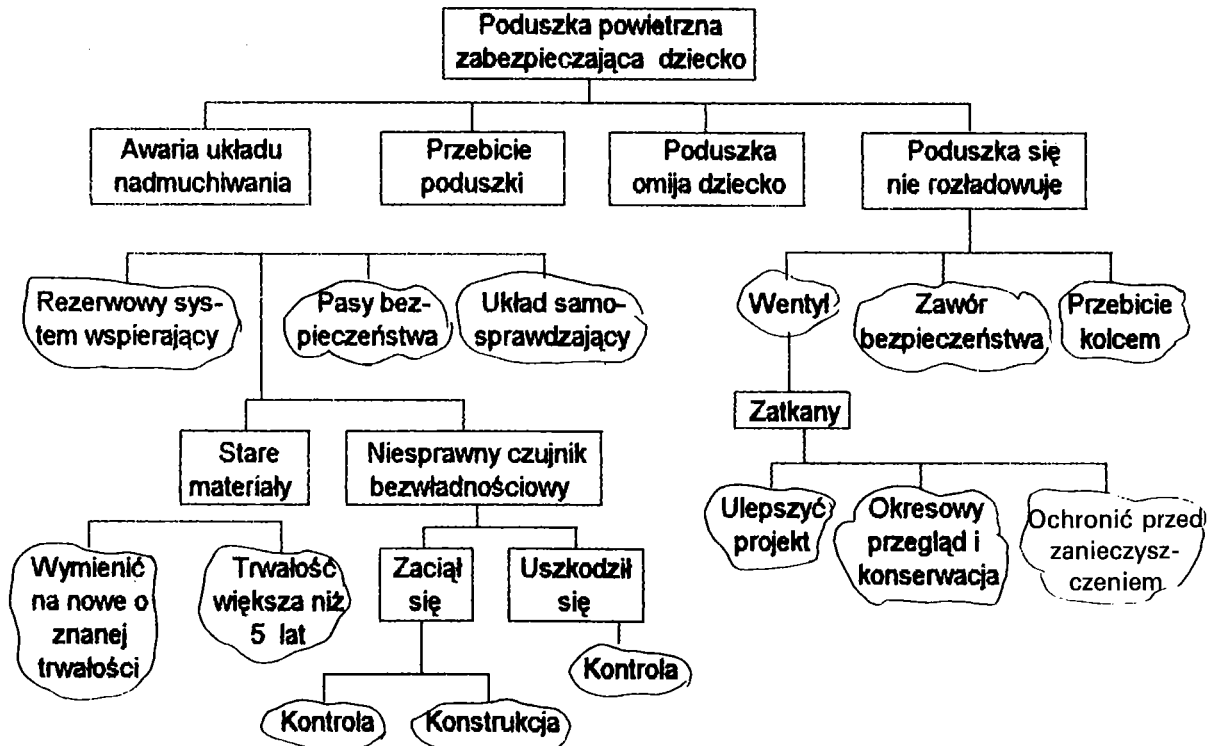 Poduszka powietrzna
zabezpieczająca dziecko
Awaria układu
nadmuchiwania
Przebicie
poduszki
Poduszka
omija dziecko
Poduszka się
nie rozładowuje
Rezerwowy sys-
tem wspierający
Pasy bez-
pieczeństwa
Układ samo-
sprawdzający
Wentyl
Zawór
bezpieczeństwa
Przebicie
kolcem
Zatkany
Stare
materiały
Niesprawny czujnik
bezwładnościowy
Ulepszyć
projekt
Okresowy
przegląd i
konserwacja
Ochronić przed
zanieczysz-
czeniem
Wymienić
na nowe o
znanej
trwałości
Trwałość
większa niż
5 lat
Zaciął
się
Uszkodził
się
Kontrola
Kontrola
Konstrukcja